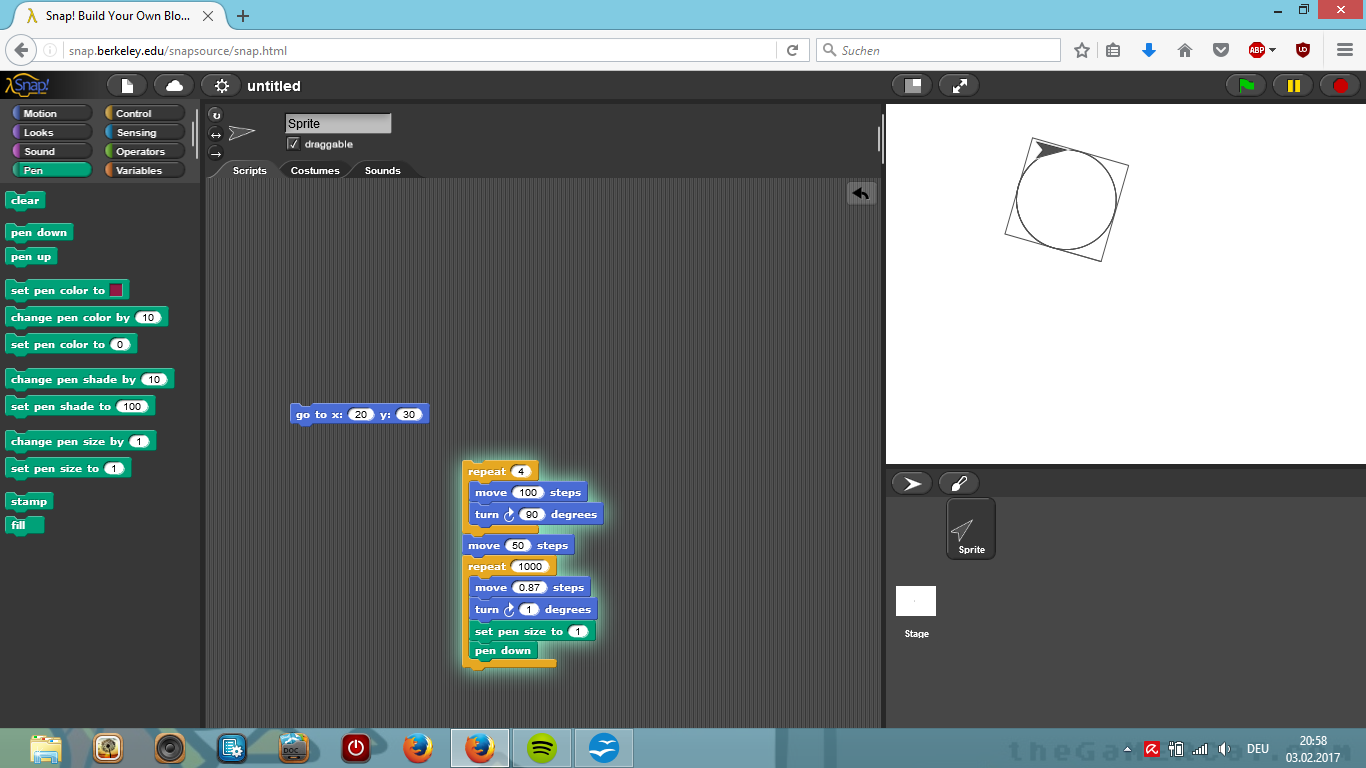 Snap! Build Your Own Blo...
snap.berkeley.edu/snapsource/snap.html
Suchen
ABP
UD
Snap!
untitled
Motion
Control
Looks
Sensing
Sound
Operators
Pen
Variables
Sprite
draggable
Scripts
Costumes
Sounds
clear
pen down
pen up
set pen color to
change pen color by 10
set pen color to 0
change pen shade by 10
set pen shade to 100
change pen size by 1
set pen size to 1
stamp
fill
go to x: 20 y: 30
repeat 4
move 100 steps
turn 90 degrees
move 50 steps
repeat 1000
move 0.87 steps
turn 1 degrees
set pen size to 1
pen down
Sprite
Stage
DOC
DEU
20:58
03.02.2017